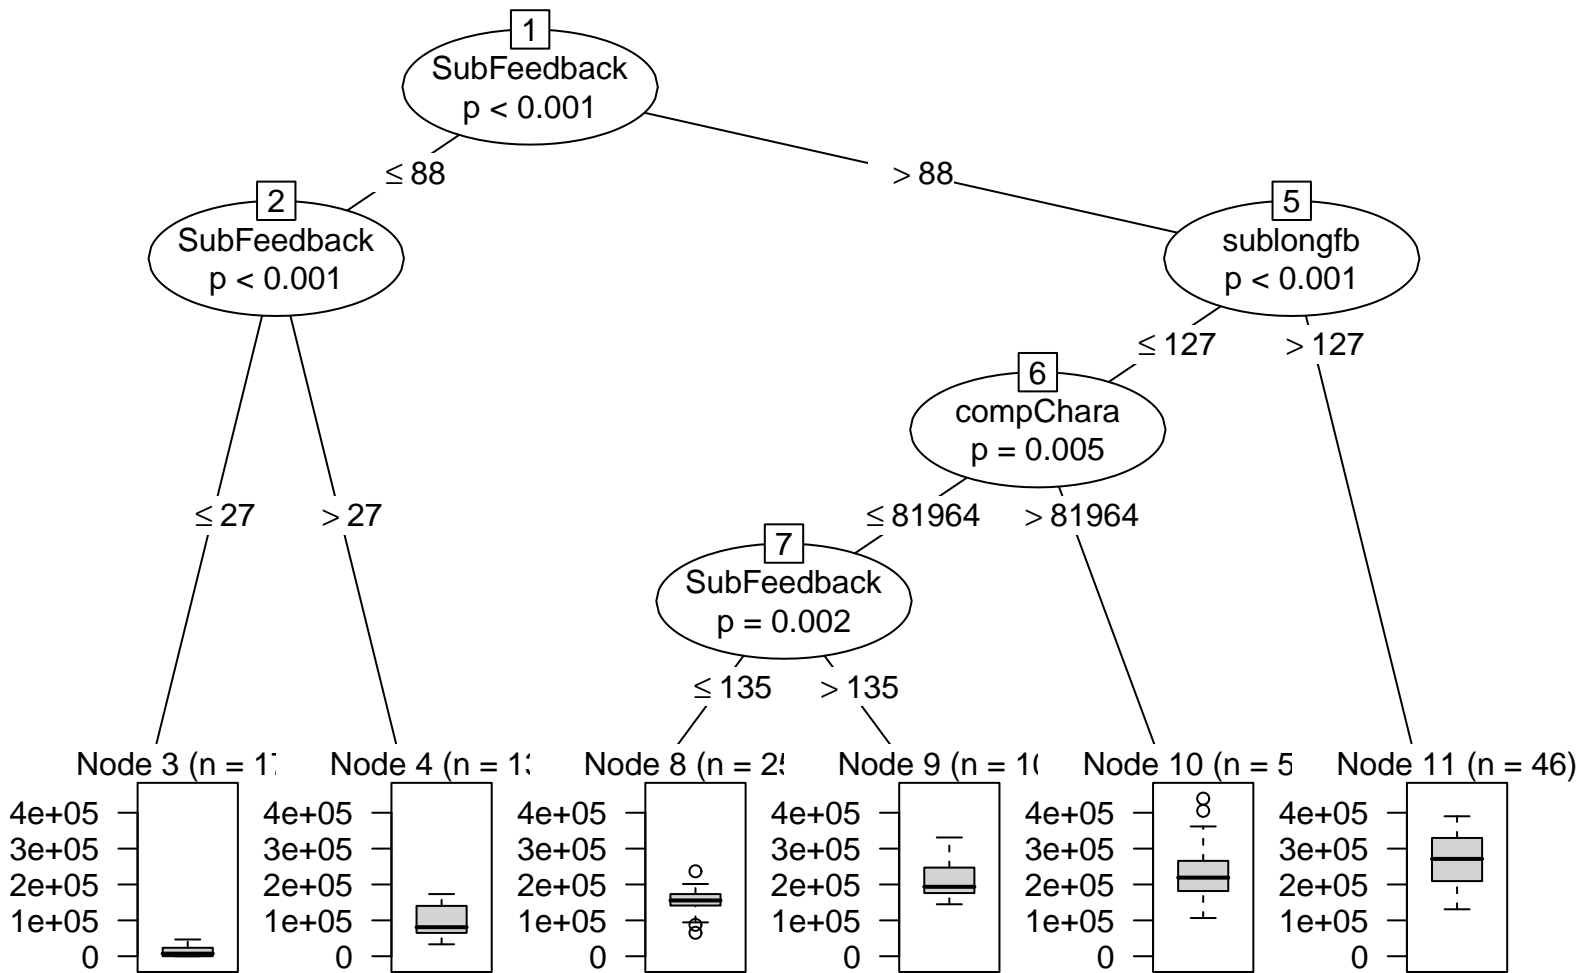 1
SubFeedback
p < 0.001
≤ 88
> 88
2
SubFeedback
p < 0.001
5
sublongfb
p < 0.001
≤ 127
> 127
6
compChara
p = 0.005
≤ 27
> 27
≤ 81964
> 81964
7
SubFeedback
p = 0.002
≤ 135
> 135
Node 3 (n = 
Node 4 (n = 
Node 8 (n = 
Node 9 (n = 
Node 10 (n = 
Node 11 (n = 46)
4e+05
3e+05
2e+05
1e+05
0
4e+05
3e+05
2e+05
1e+05
0
4e+05
3e+05
2e+05
1e+05
0
4e+05
3e+05
2e+05
1e+05
0
4e+05
3e+05
2e+05
1e+05
0
4e+05
3e+05
2e+05
1e+05
0